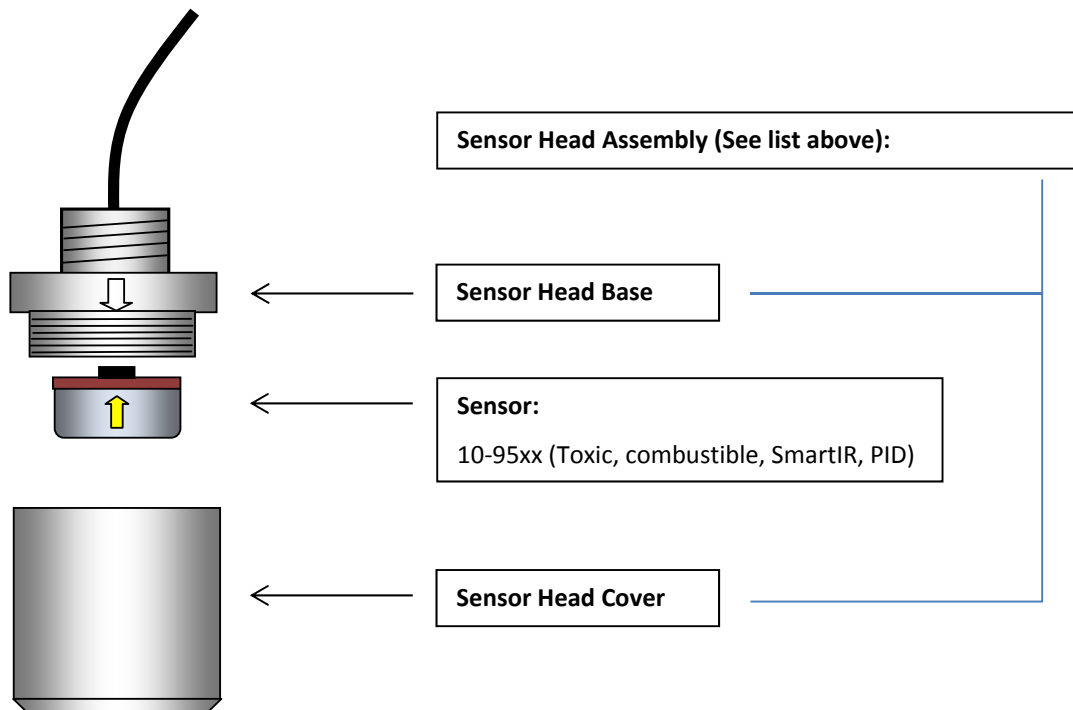 Sensor Head Assembly (See list above):
Sensor Head Base
Sensor:
10-95xx (Toxic, combustible, SmartIR, PID)
Sensor Head Cover